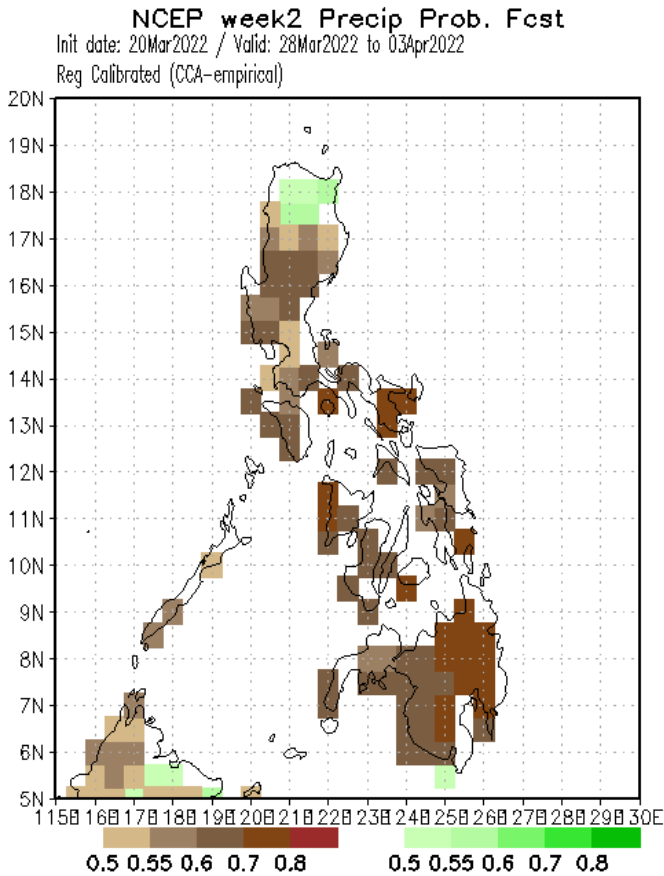 NCEP week2 Precip Prob. Fcst
Init date: 20Mar2022 / Valid: 28Mar2022 to 03Apr2022
Reg Calibrated (CCA-empirical)
20N
19N
18N
17N
16N
15N
14N
13N
12N
11N
10N
9N
8N
7N
6N
5N
115E 116E 117E 118E 119E 120E 121E 122E 123E 124E 125E 126E 127E 128E 129E 130E
0.5 0.55 0.6 0.7 0.8 0.5 0.55 0.6 0.7 0.8